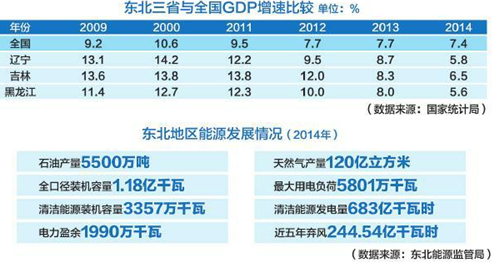 东北三省与全国GDP增速比较 单位：%
年份 2009 2000 2011 2012 2013 2014
全国 9.2 10.6 9.5 7.7 7.7 7.4
辽宁 13.1 14.2 12.2 9.5 8.7 5.8
吉林 13.6 13.8 13.8 12.0 8.3 6.5
黑龙江 11.4 12.7 12.3 10.0 8.0 5.6
（数据来源：国家统计局）
东北地区能源发展情况（2014年）
石油产量5500万吨 天然气产量120亿立方米
全口径装机容量1.18亿千瓦 最大用电负荷5801万千瓦
清洁能源装机容量3357万千瓦 清洁能源发电量683亿千瓦时
电力盈余1990万千瓦 近五年弃风244.54亿千瓦时
（数据来源：东北能源监管局）